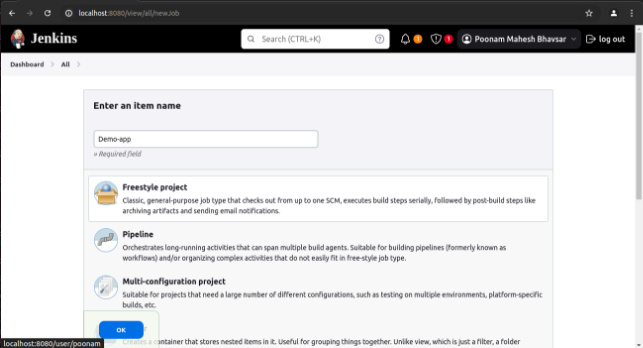 localhost:8080/view/all/newJob
Jenkins
Search (CTRL+K)
1
1
Poonam Mahesh Bhavsar
log out
Dashboard
All
Enter an item name
Demo-app
» Required field
Freestyle project
Classic, general-purpose job type that checks out from up to one SCM, executes build steps serially, followed by post-build steps like
archiving artifacts and sending email notifications.
Pipeline
Orchestrates long-running activities that can span multiple build agents. Suitable for building pipelines (formerly known as
workflows) and/or organizing complex activities that do not easily fit in free-style job type.
Multi-configuration project
Suitable for projects that need a large number of different configurations, such as testing on multiple environments, platform-specific
builds, etc.
OK
Creates a container that stores nested items in it. Useful for grouping things together. Unlike view, which is just a filter, a folder
localhost:8080/user/poonam